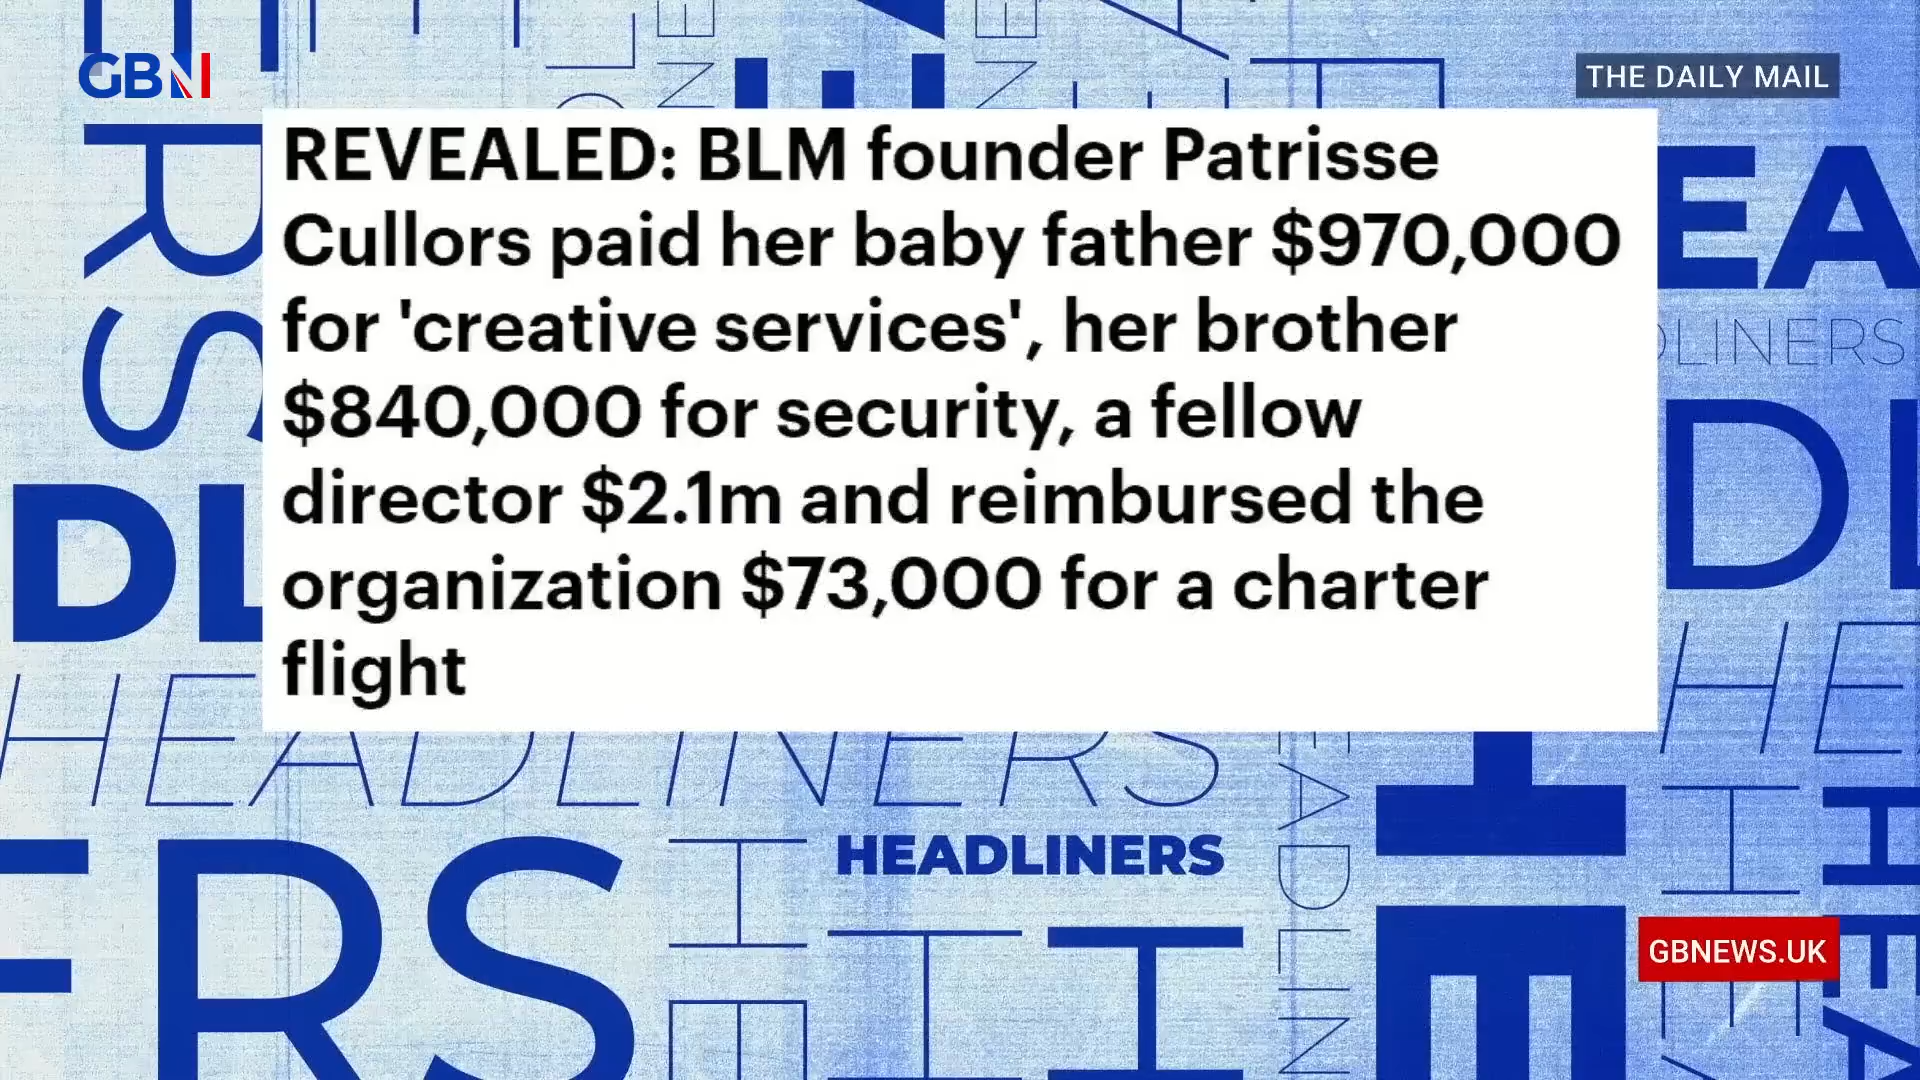 GBN
THE DAILY MAIL
REVEALED: BLM founder Patrisse
Cullors paid her baby father $970,000
for 'creative services', her brother
$840,000 for security, a fellow
director $2.1m and reimbursed the
organization $73,000 for a charter
flight
HEADLINERS
HEADLINERS
GBNEWS.UK